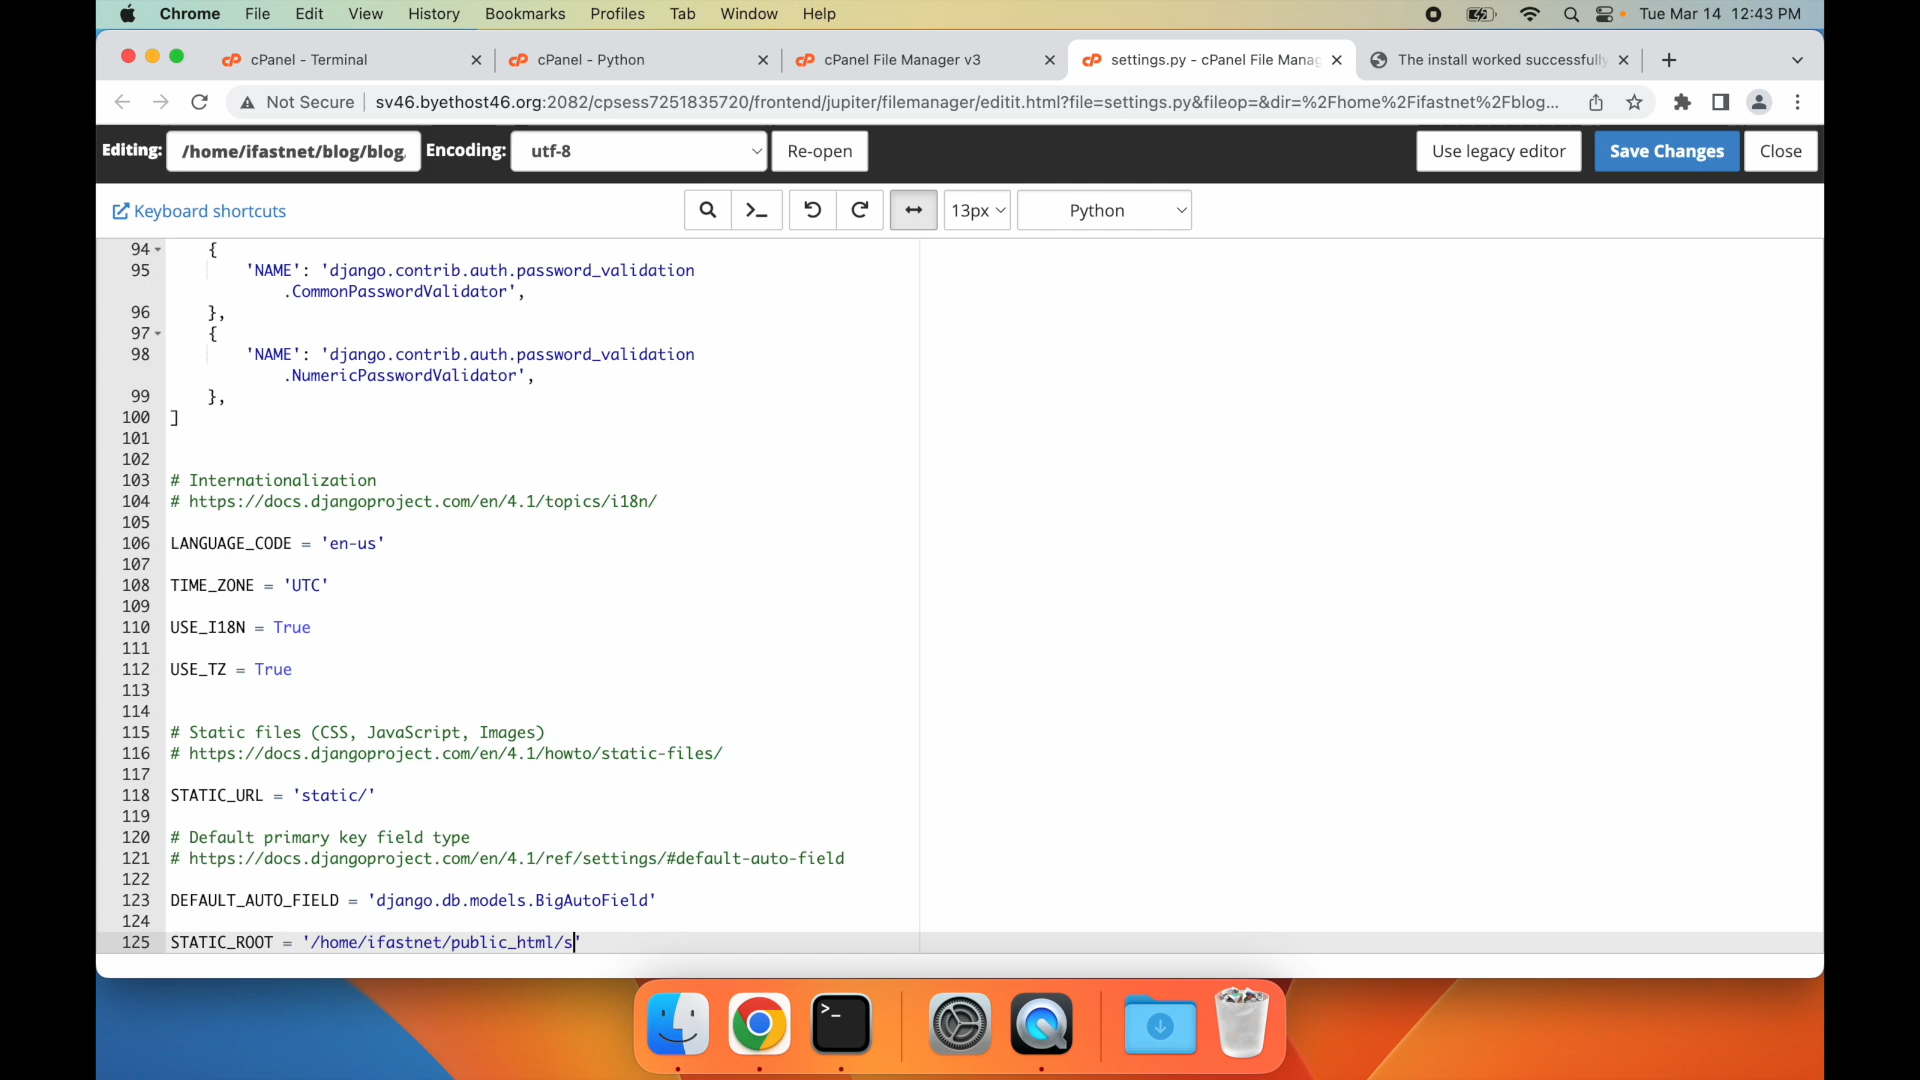 Chrome File Edit View History Bookmarks Profiles Tab Window Help Tue Mar 14 12:43 PM
cPanel - Terminal cPanel - Python cPanel File Manager v3 settings.py - cPanel File Manag The install worked successfully
Not Secure sv46.byethost46.org:2082/cpsess7251835720/frontend/jupiter/filemanager/editit.html?file=settings.py&fileop=&dir=%2Fhome%2Fifastnet%2Fblog...
Editing: /home/ifastnet/blog/blog. Encoding: utf-8 Re-open Use legacy editor Save Changes Close
Keyboard shortcuts 13px Python
94 {
95 'NAME': 'django.contrib.auth.password_validation
.CommonPasswordValidator',
96 },
97 {
98 'NAME': 'django.contrib.auth.password_validation
.NumericPasswordValidator',
99 },
100 ]
101
102
103 # Internationalization
104 # https://docs.djangoproject.com/en/4.1/topics/i18n/
105
106 LANGUAGE_CODE = 'en-us'
107
108 TIME_ZONE = 'UTC'
109
110 USE_I18N = True
111
112 USE_TZ = True
113
114
115 # Static files (CSS, JavaScript, Images)
116 # https://docs.djangoproject.com/en/4.1/howto/static-files/
117
118 STATIC_URL = 'static/'
119
120 # Default primary key field type
121 # https://docs.djangoproject.com/en/4.1/ref/settings/#default-auto-field
122
123 DEFAULT_AUTO_FIELD = 'django.db.models.BigAutoField'
124
125 STATIC_ROOT = '/home/ifastnet/public_html/s'